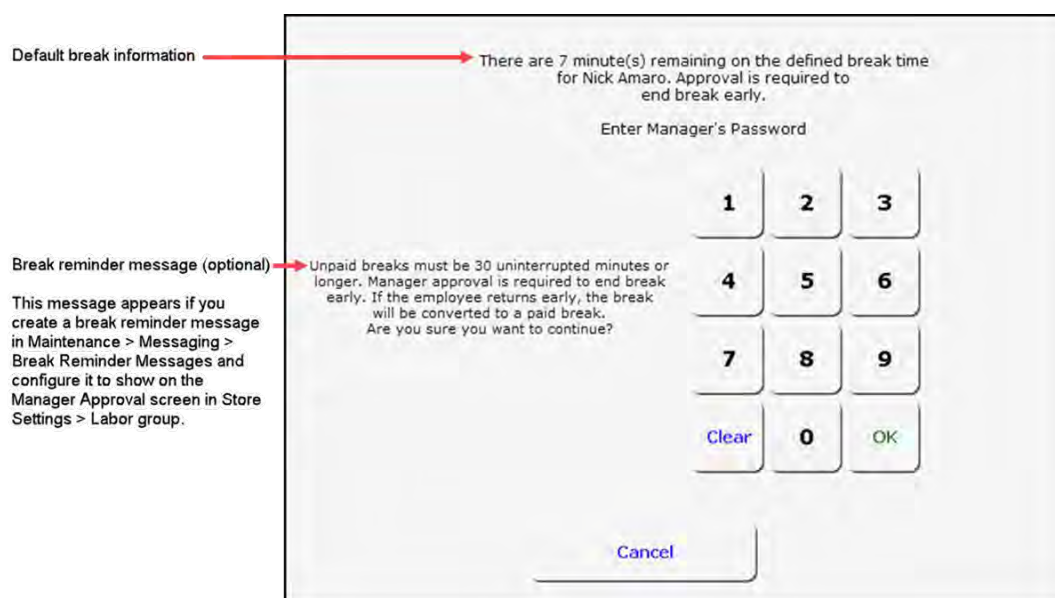 Default break information
There are 7 minute(s) remaining on the defined break time
for Nick Amaro. Approval is required to
end break early.
Enter Manager's Password
1 2 3
Break reminder message (optional)
This message appears if you
create a break reminder message
in Maintenance > Messaging >
Break Reminder Messages and
configure it to show on the
Manager Approval screen in Store
Settings > Labor group.
Unpaid breaks must be 30 uninterrupted minutes or
longer. Manager approval is required to end break
early. If the employee returns early, the break
will be converted to a paid break.
Are you sure you want to continue?
4 5 6
7 8 9
Clear 0 OK
Cancel